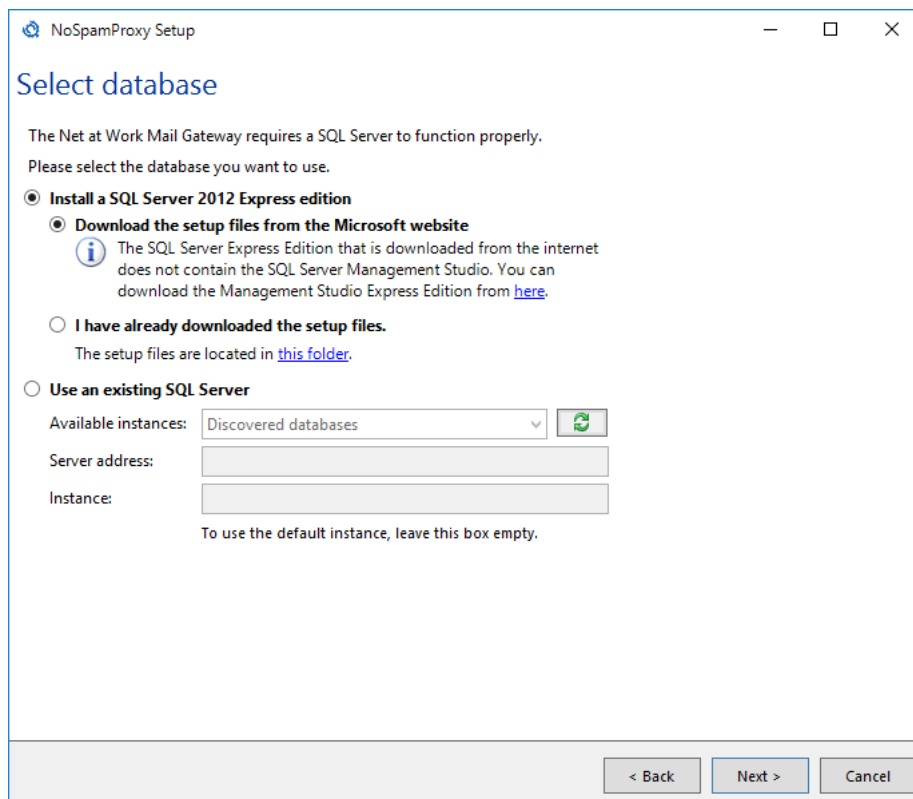 NoSpamProxy Setup
Select database
The Net at Work Mail Gateway requires a SQL Server to function properly.
Please select the database you want to use.
Install a SQL Server 2012 Express edition
Download the setup files from the Microsoft website
The SQL Server Express Edition that is downloaded from the internet
does not contain the SQL Server Management Studio. You can
download the Management Studio Express Edition from here.
I have already downloaded the setup files.
The setup files are located in this folder.
Use an existing SQL Server
Available instances: Discovered databases
Server address:
Instance:
To use the default instance, leave this box empty.
< Back Next > Cancel